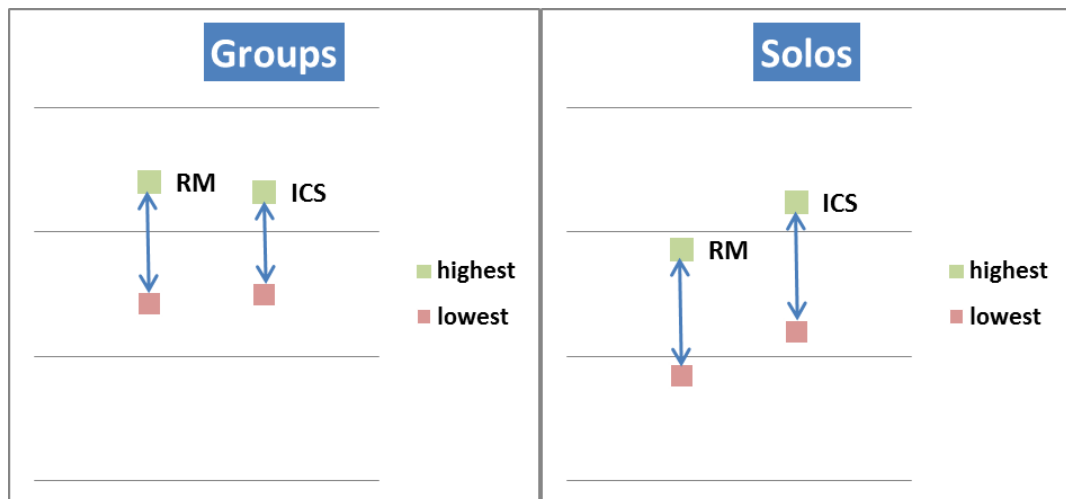 Groups
RM
ICS
highest
lowest
Solos
ICS
RM
highest
lowest